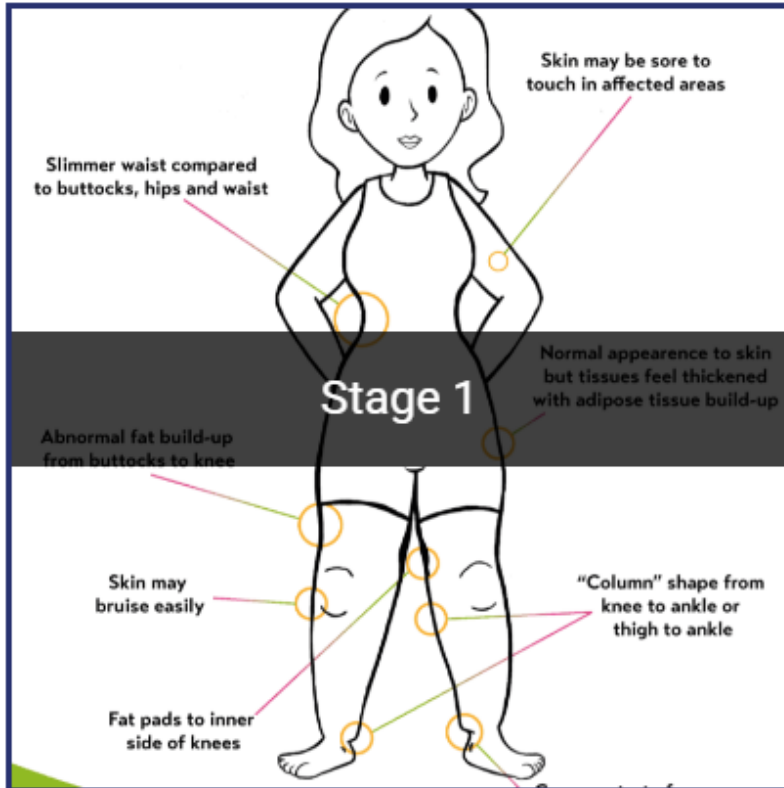 Skin may be sore to
touch in affected areas
Slimmer waist compared
to buttocks, hips and waist
Normal appearence to skin
but tissues feel thickened
with adipose tissue build-up
Stage 1
Abnormal fat build-up
from buttocks to knee
Skin may
bruise easily
"Column" shape from
knee to ankle or
thigh to ankle
Fat pads to inner
side of knees